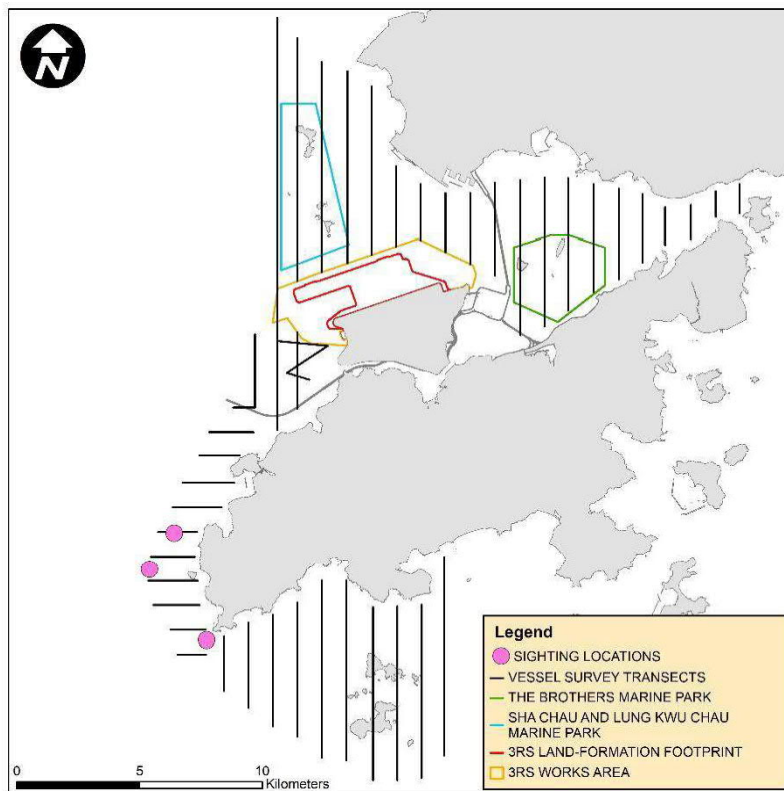 N
Legend
SIGHTING LOCATIONS
VESSEL SURVEY TRANSECTS
THE BROTHERS MARINE PARK
SHA CHAU AND LUNG KWU CHAU
MARINE PARK
3RS LAND-FORMATION FOOTPRINT
3RS WORKS AREA
0 5 10
Kilometers